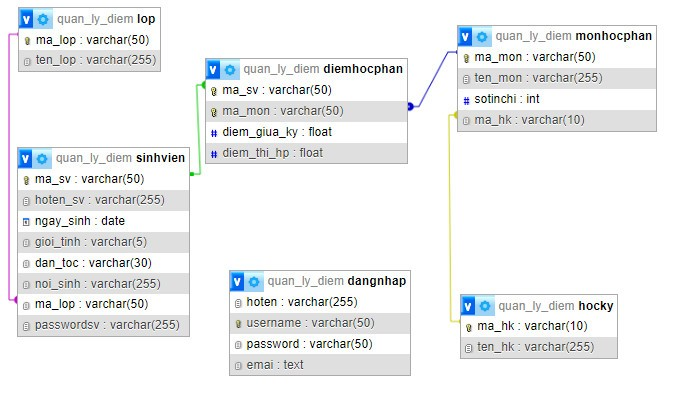 quan_ly_diem lop
ma_lop : varchar(50)
ten_lop : varchar(255)
quan_ly_diem diemhocphan
ma_sv : varchar(50)
ma_mon : varchar(50)
# diem_giua_ky : float
# diem_thi_hp : float
quan_ly_diem monhocphan
ma_mon : varchar(50)
ten_mon : varchar(255)
# sotinchi : int
ma_hk : varchar(10)
quan_ly_diem sinhvien
ma_sv : varchar(50)
hoten_sv : varchar(255)
ngay_sinh : date
gioi_tinh : varchar(5)
dan_toc : varchar(30)
noi_sinh : varchar(255)
ma_lop : varchar(50)
passwordsv : varchar(255)
quan_ly_diem dangnhap
hoten : varchar(255)
username : varchar(50)
password : varchar(50)
emai : text
quan_ly_diem hocky
ma_hk : varchar(10)
ten_hk : varchar(255)